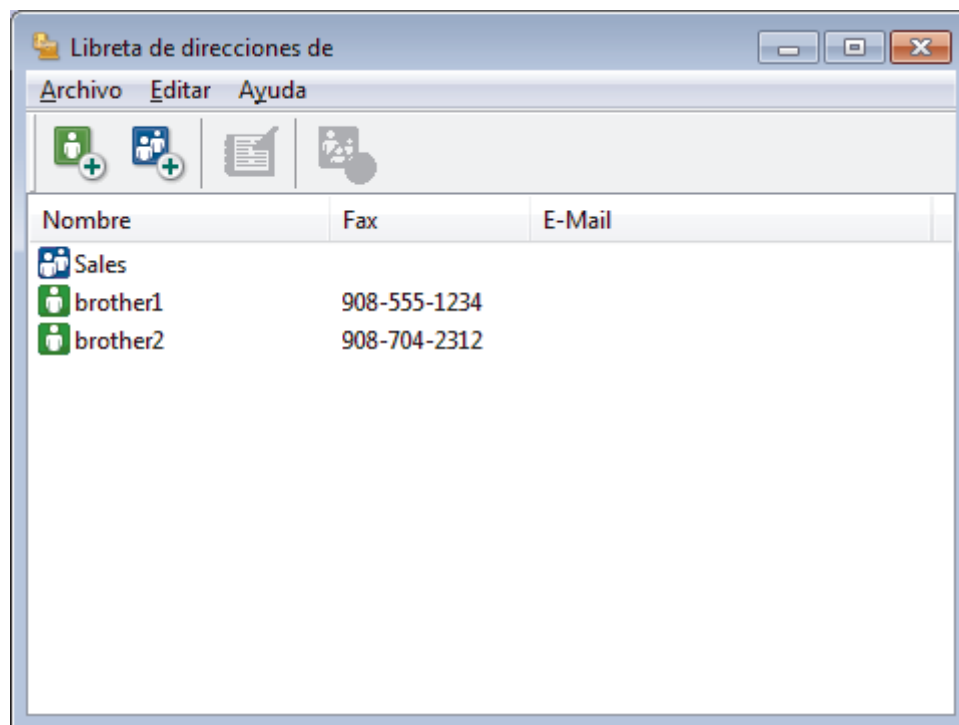 Libreta de direcciones de
Archivo Editar Ayuda
Nombre Fax E-Mail
Sales
brother1 908-555-1234
brother2 908-704-2312